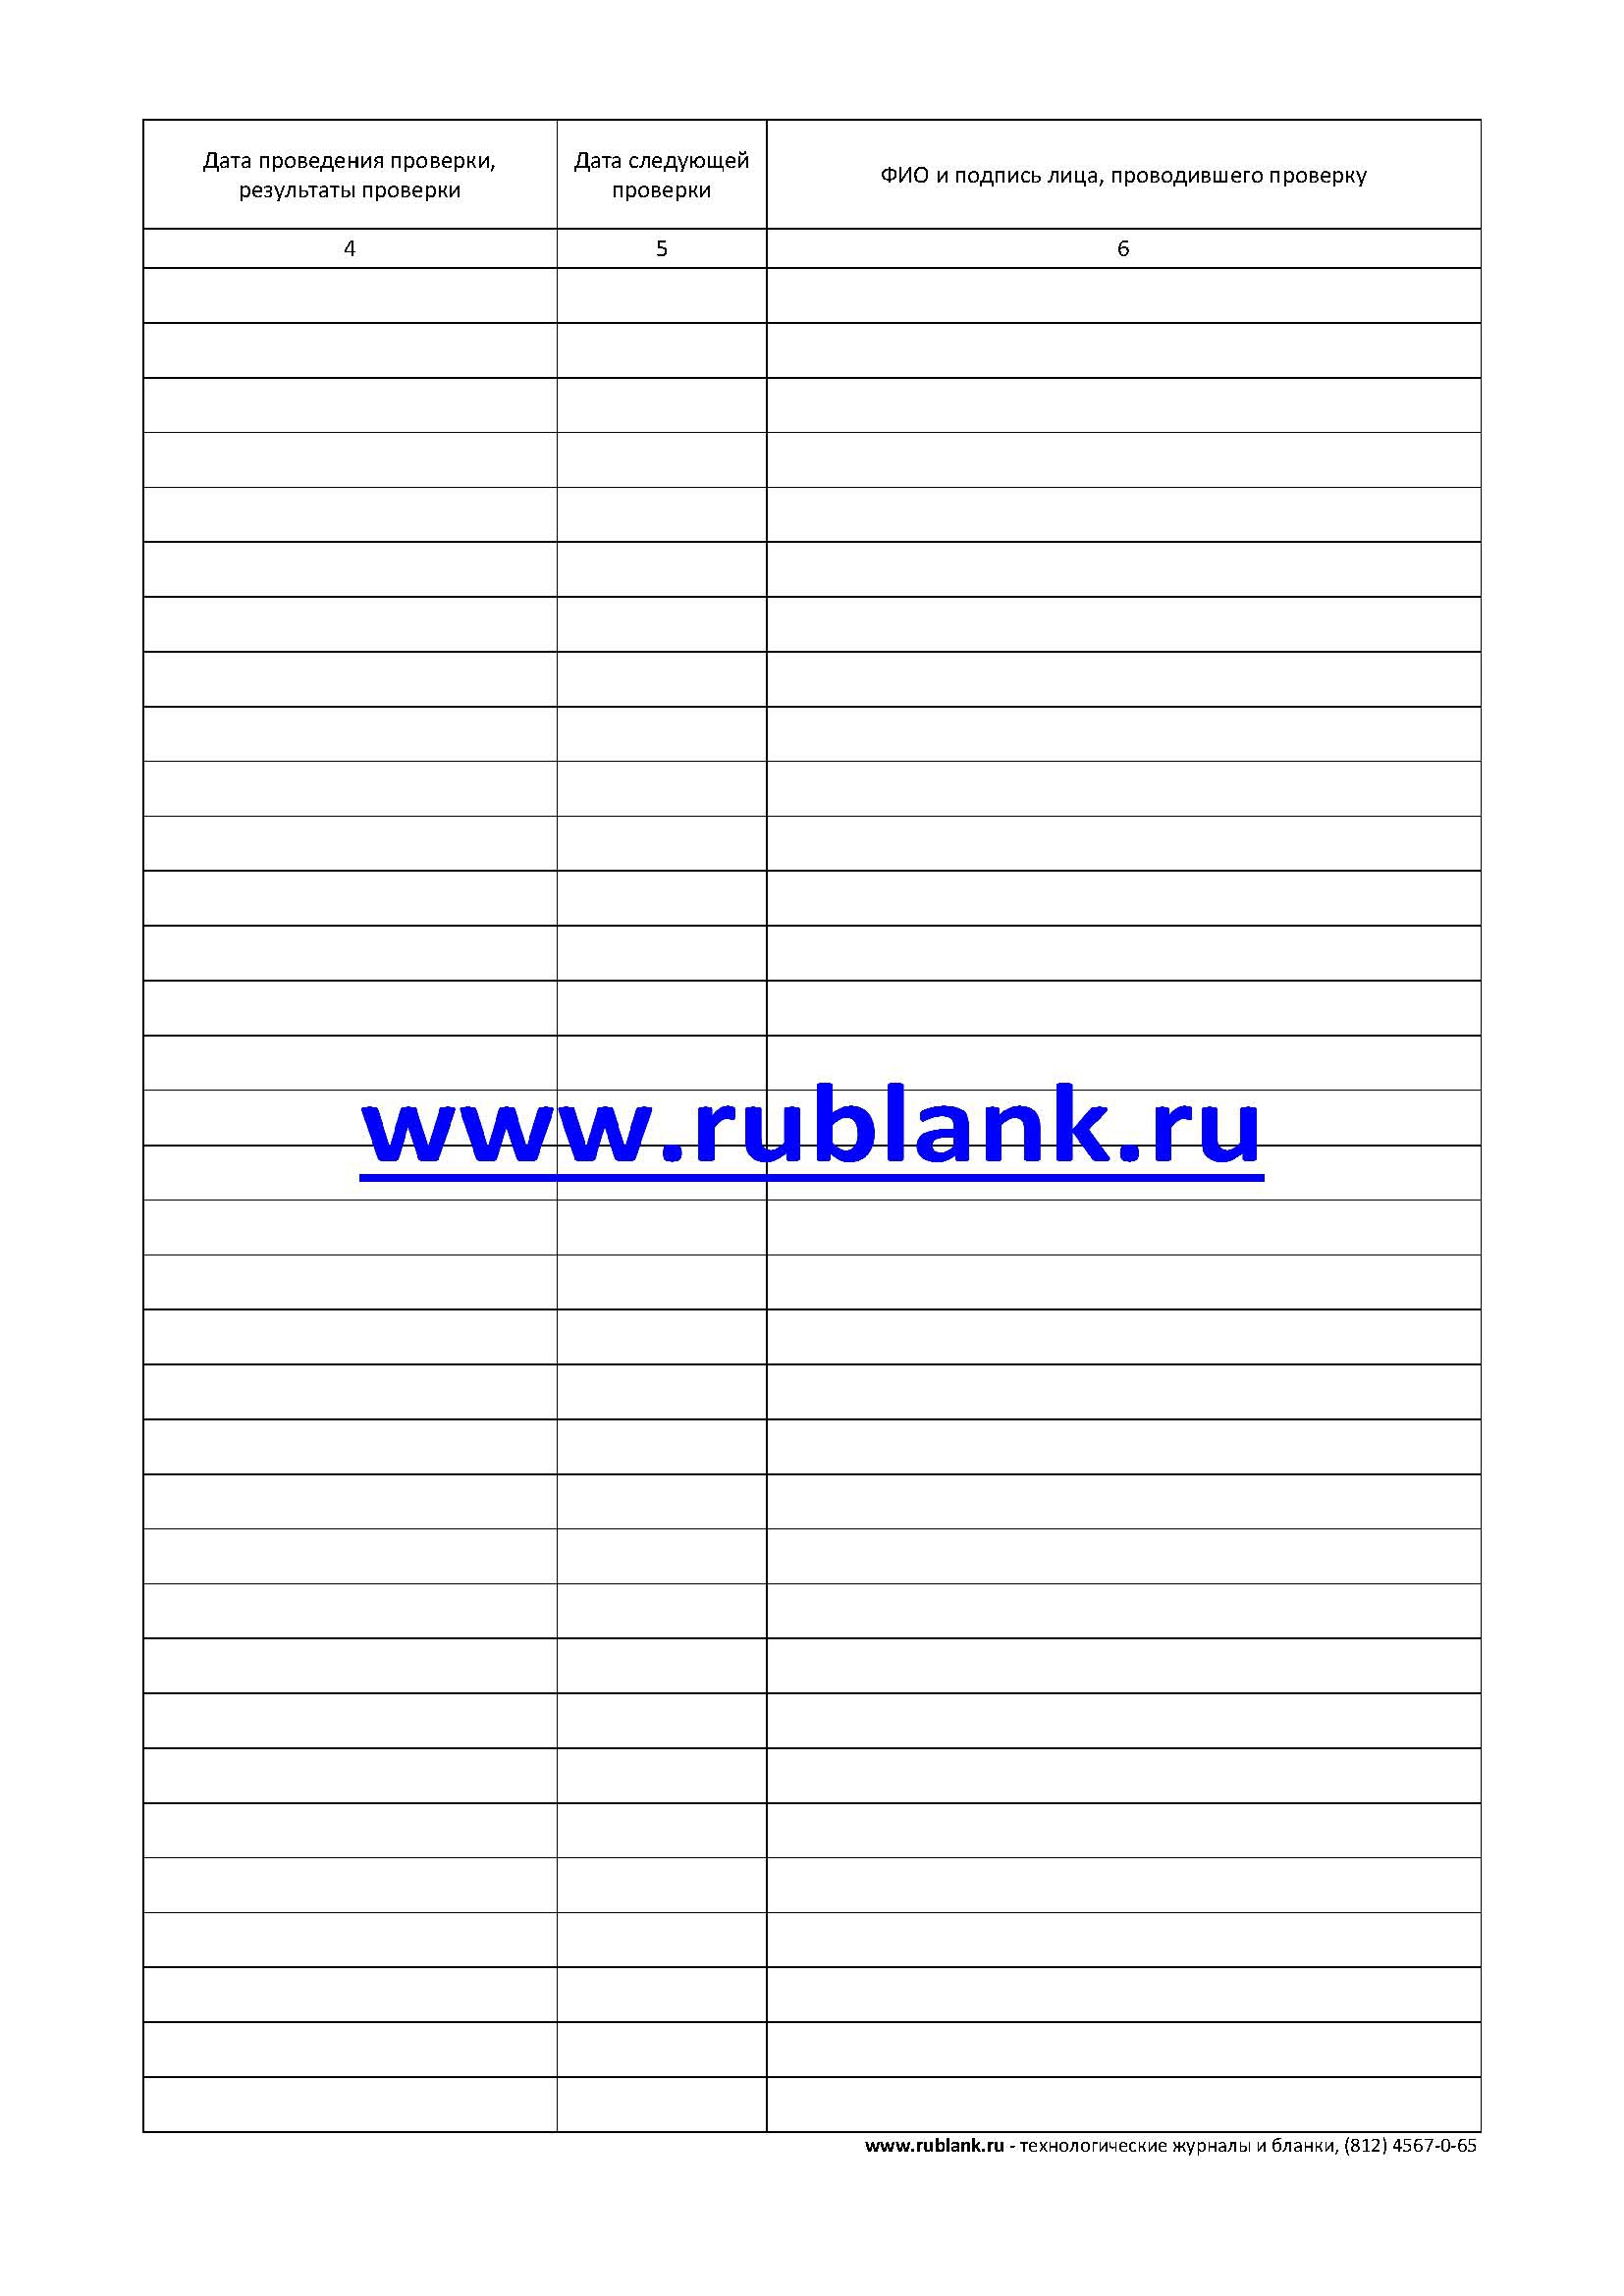 Дата проведения проверки,
результаты проверки
Дата следующей
проверки
ФИО и подпись лица, проводившего проверку
4
5
6
www.rublank.ru
www.rublank.ru - технологические журналы и бланки, (812) 4567-0-65